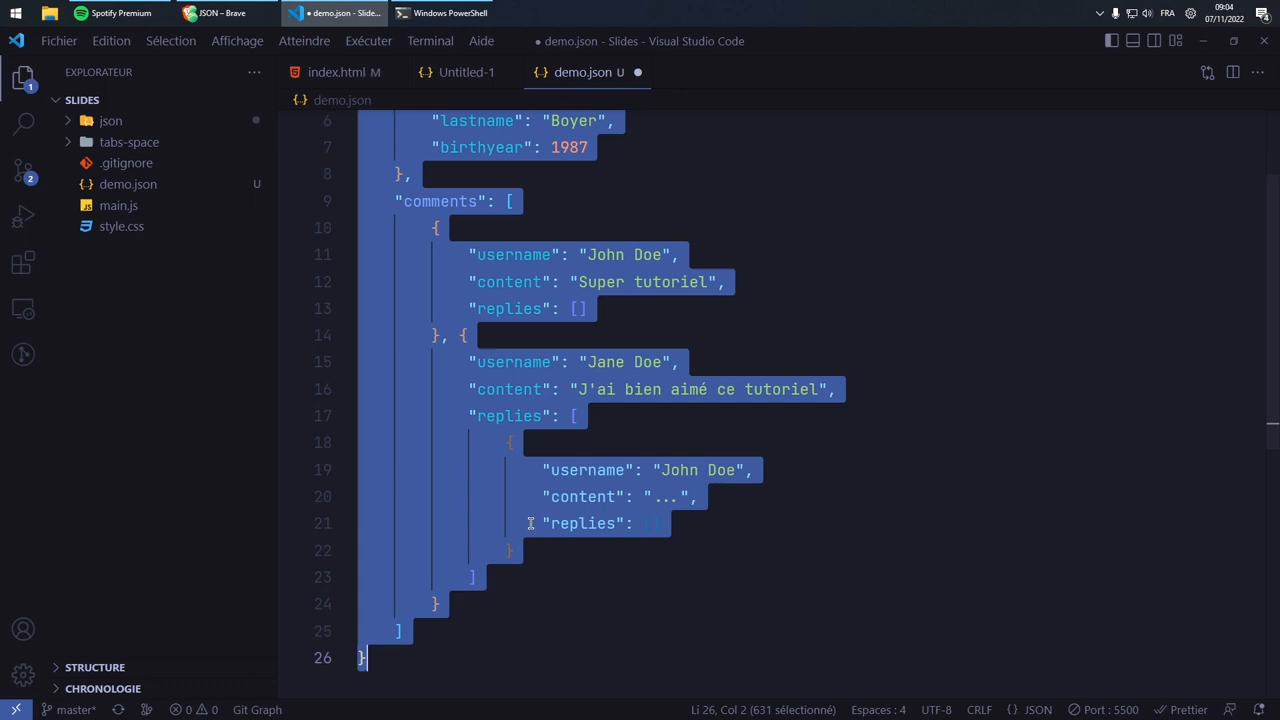 Spotify Premium
JSON – Brave
● demo.json - Slide...
Windows PowerShell
FRA
09:04
07/11/2022
4
Fichier Edition Sélection Affichage Atteindre Exécuter Terminal Aide
● demo.json - Slides - Visual Studio Code
EXPLORATEUR
1
SLIDES
json
tabs-space
.gitignore
demo.json U
main.js
style.css
2
STRUCTURE
CHRONOLOGIE
index.html M
Untitled-1
demo.json U
demo.json
6 "lastname": "Boyer",
7 "birthyear": 1987
8 },
9 "comments": [
10 {
11 "username": "John Doe",
12 "content": "Super tutoriel",
13 "replies": []
14 }, {
15 "username": "Jane Doe",
16 "content": "J'ai bien aimé ce tutoriel",
17 "replies": [
18 {
19 "username": "John Doe",
20 "content": "...",
21 "replies": []
22 }
23 ]
24 }
25 ]
26 }
master* 0 0 Git Graph
Li 26, Col 2 (631 sélectionné) Espaces : 4 UTF-8 CRLF {} JSON Port : 5500 Prettier